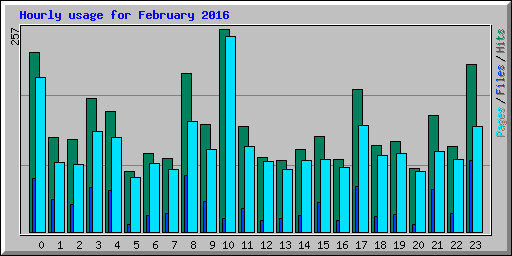 Hourly usage for February 2016
257
Pages/Files/Hits
0 1 2 3 4 5 6 7 8 9 10 11 12 13 14 15 16 17 18 19 20 21 22 23